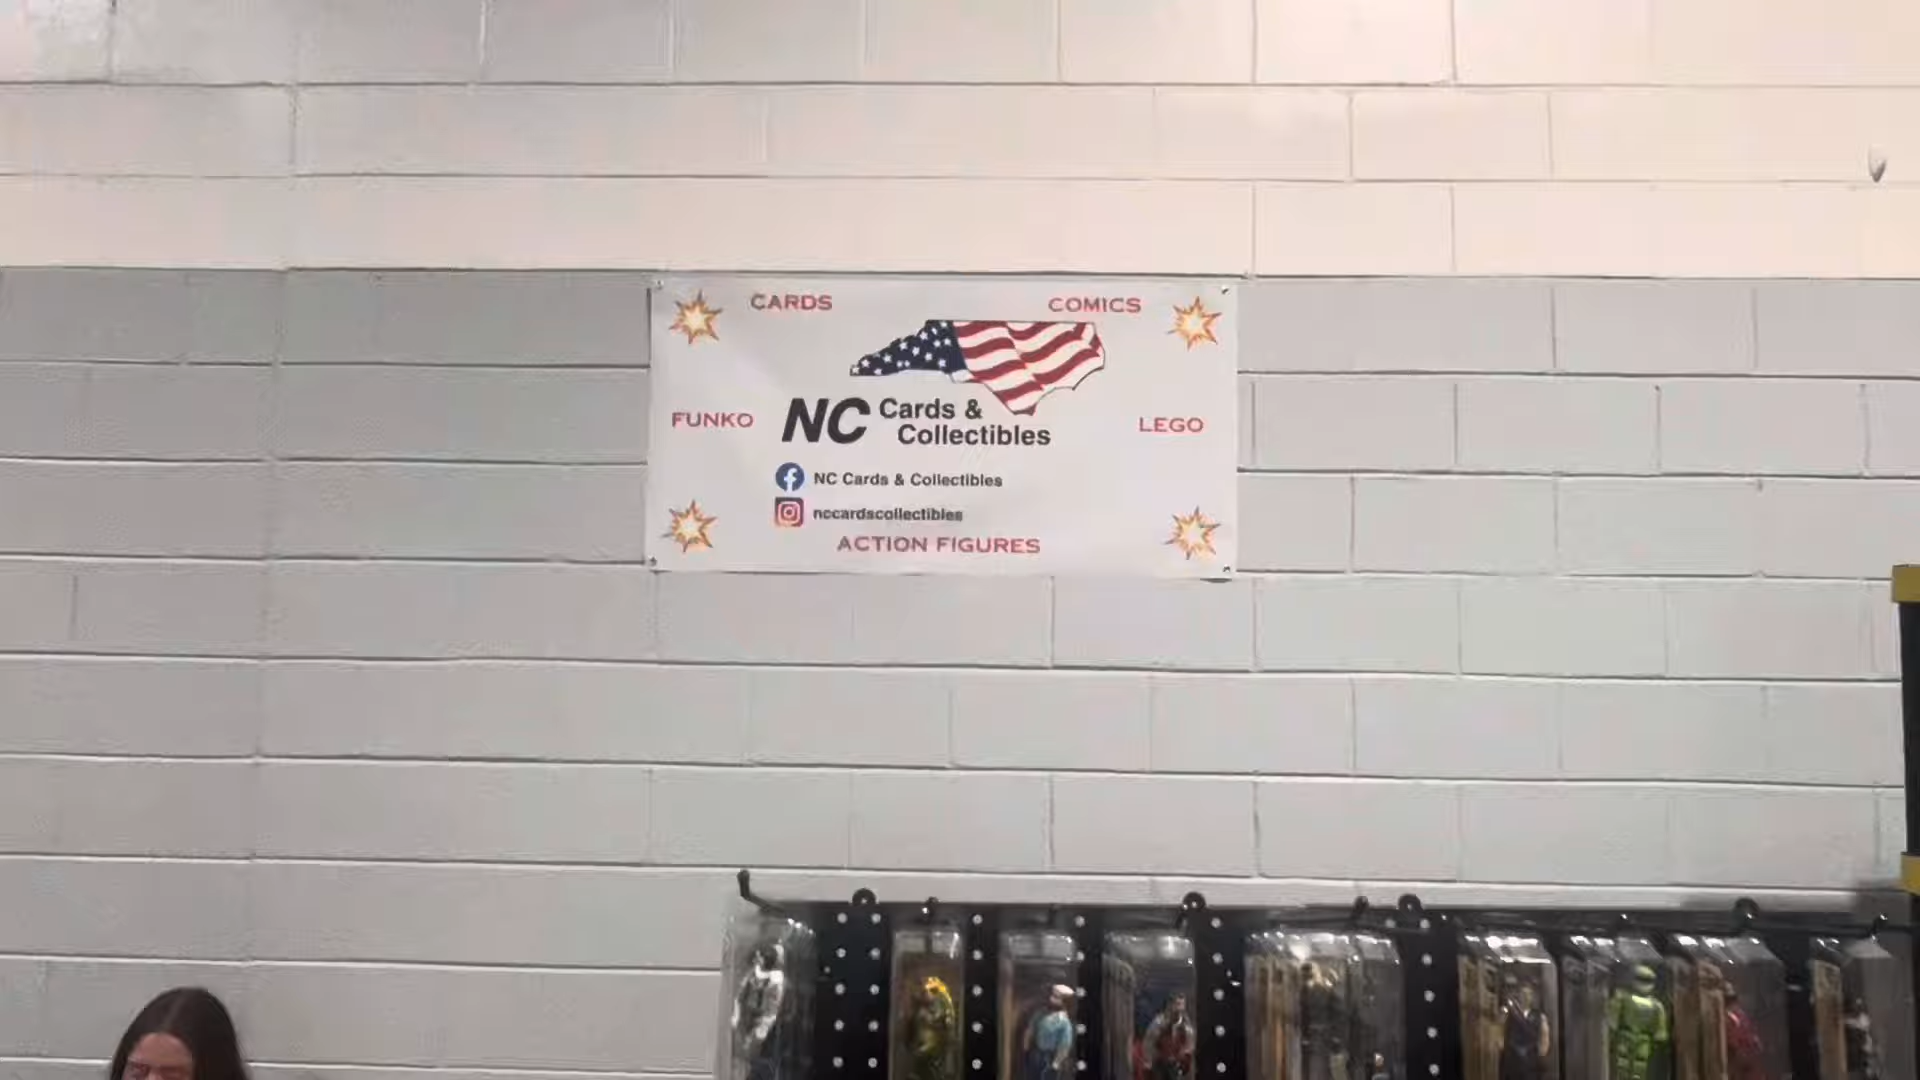 CARDS
COMICS
FUNKO
NC Cards &
Collectibles
LEGO
NC Cards & Collectibles
nccardscollectibles
ACTION FIGURES